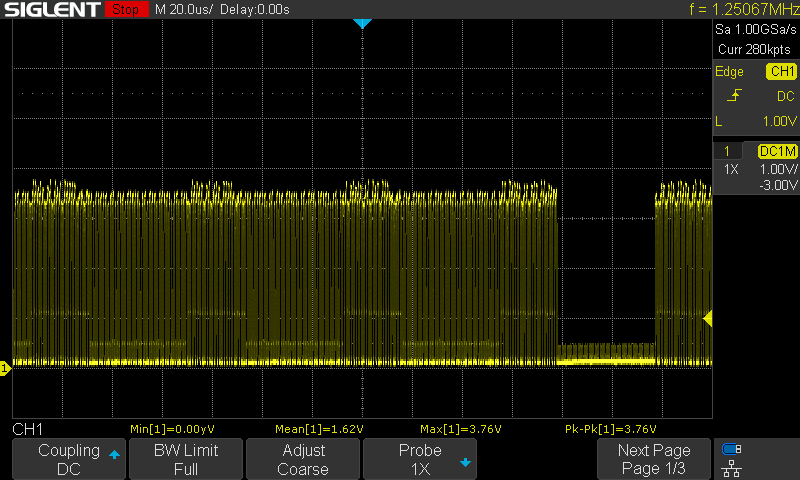 SIGLENT Stop M 20.0us/ Delay:0.00s f = 1.25067MHz
Sa 1.00GSa/s
Curr 280kpts
Edge CH1
DC
L 1.00V
1 DC1M
1X 1.00V/
-3.00V
1
CH1 Min[1]=0.00yV Mean[1]=1.62V Max[1]=3.76V Pk-Pk[1]=3.76V
Coupling BW Limit Adjust Probe Next Page
DC Full Coarse 1X Page 1/3